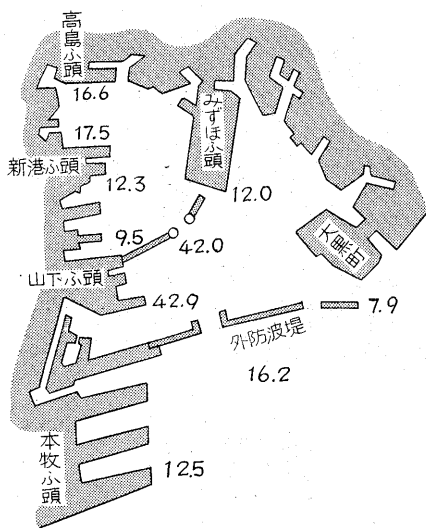 高島ふ頭
16.6
みずほふ頭
17.5
新港ふ頭
12.3
12.0
9.5
42.0
大黒町
山下ふ頭
42.9
7.9
外防波堤
16.2
本牧ふ頭
12.5